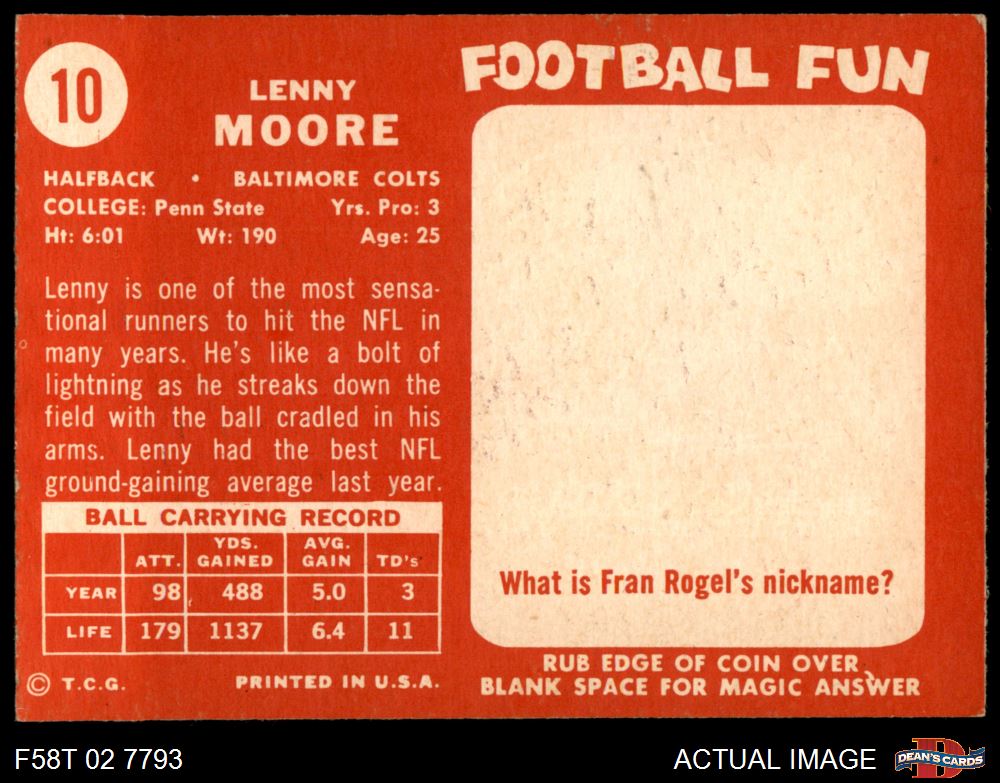 10
LENNY
MOORE
HALFBACK • BALTIMORE COLTS
COLLEGE: Penn State Yrs. Pro: 3
Ht: 6:01 Wt: 190 Age: 25
Lenny is one of the most sensa-
tional runners to hit the NFL in
many years. He's like a bolt of
lightning as he streaks down the
field with the ball cradled in his
arms. Lenny had the best NFL
ground-gaining average last year.
BALL CARRYING RECORD
ATT. YDS. GAINED AVG. GAIN TD's
YEAR 98 488 5.0 3
LIFE 179 1137 6.4 11
© T.C.G. PRINTED IN U.S.A.
FOOTBALL FUN
What is Fran Rogel's nickname?
RUB EDGE OF COIN OVER
BLANK SPACE FOR MAGIC ANSWER
F58T 02 7793
ACTUAL IMAGE
D
DEAN'S CARDS